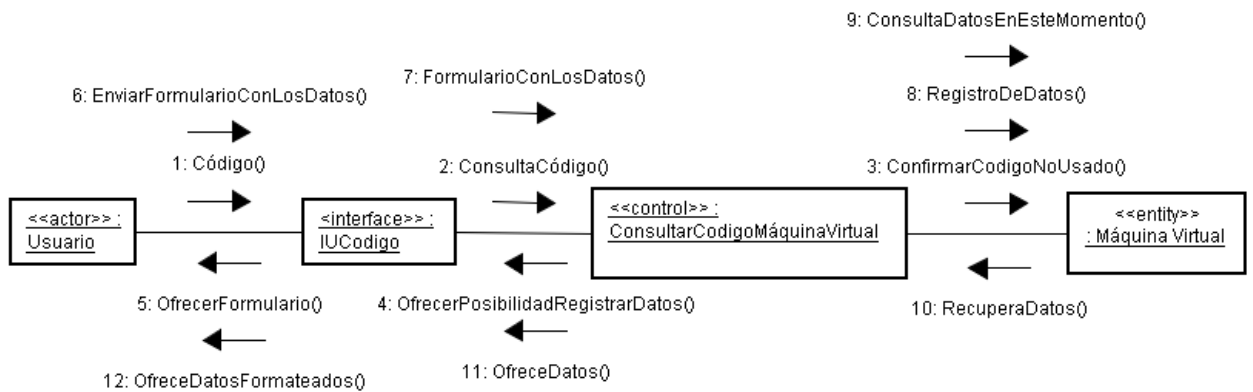 9: ConsultaDatosEnEsteMomento()
7: FormularioConLosDatos()
6: EnviarFormularioConLosDatos()
8: RegistroDeDatos()
1: Código()
2: ConsultaCódigo()
3: ConfirmarCodigoNoUsado()
<<actor>> :
Usuario
<interface>> :
IUCodigo
<<control>> :
ConsultarCodigoMáquinaVirtual
<<entity>>
: Máquina Virtual
5: OfrecerFormulario()
4: OfrecerPosibilidadRegistrarDatos()
10: RecuperaDatos()
12: OfreceDatosFormateados()
11: OfreceDatos()